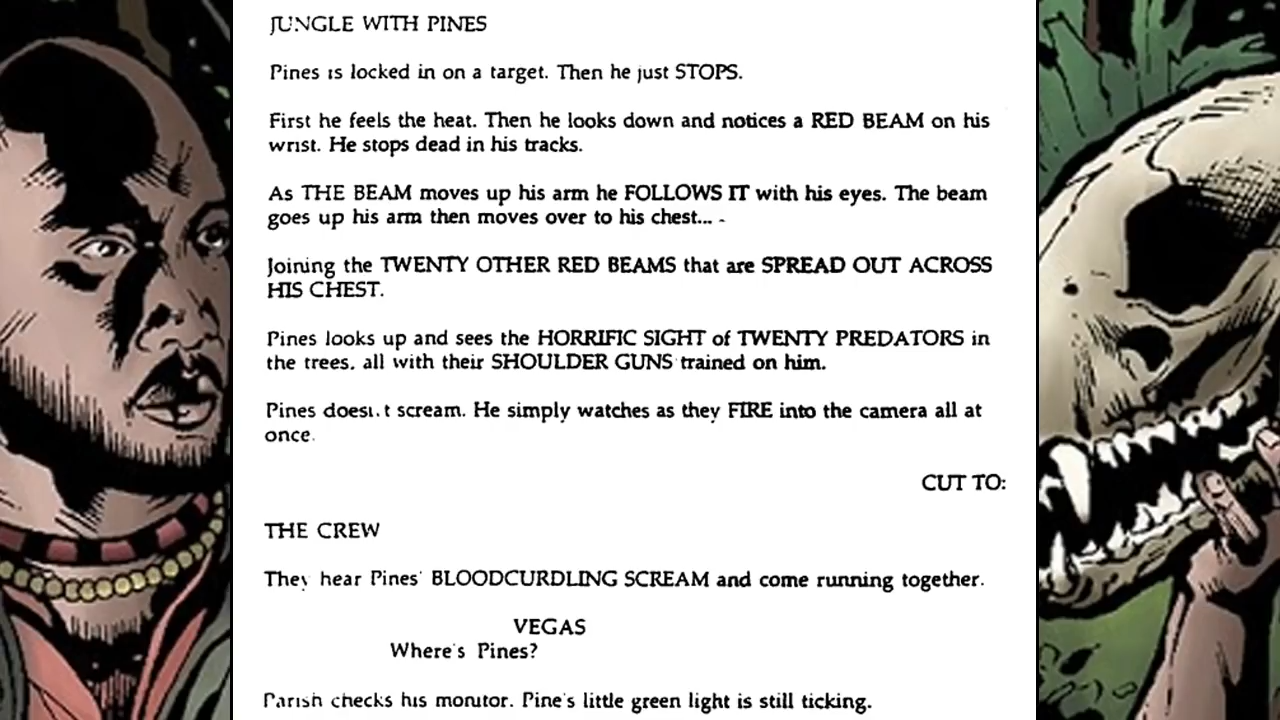 JUNGLE WITH PINES
Pines is locked in on a target. Then he just STOPS.
First he feels the heat. Then he looks down and notices a RED BEAM on his
wrist. He stops dead in his tracks.
As THE BEAM moves up his arm he FOLLOWS IT with his eyes. The beam
goes up his arm then moves over to his chest... -
Joining the TWENTY OTHER RED BEAMS that are SPREAD OUT ACROSS
HIS CHEST.
Pines looks up and sees the HORRIFIC SIGHT of TWENTY PREDATORS in
the trees, all with their SHOULDER GUNS trained on him.
Pines doesn't scream. He simply watches as they FIRE into the camera all at
once.
CUT TO:
THE CREW
They hear Pines' BLOODCURDLING SCREAM and come running together.
VEGAS
Where's Pines?
Parish checks his monitor. Pine's little green light is still ticking.